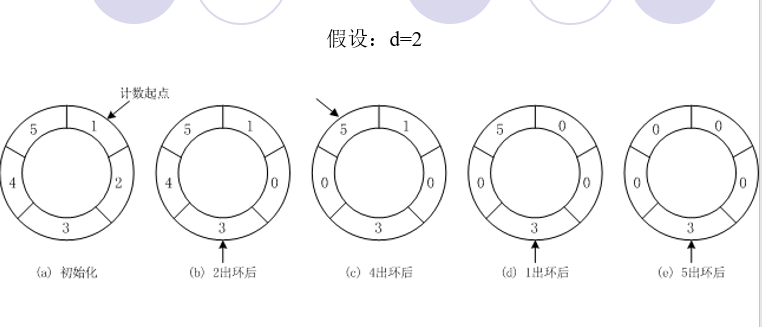 假设：d=2
计数起点
5 1 5 1 5 1 5 0 0 0
4 2 4 0 0 0 0 0 0 0
3 3 3 3 3
(a) 初始化 (b) 2出环后 (c) 4出环后 (d) 1出环后 (e) 5出环后